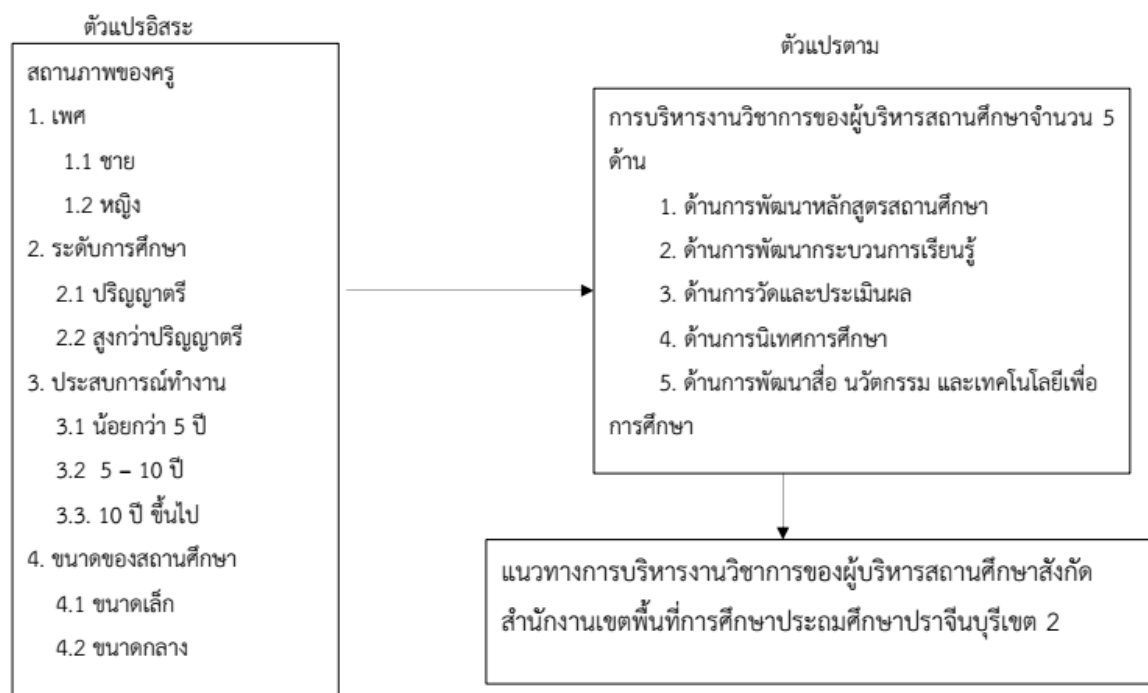 ตัวแปรอิสระ
สถานภาพของครู
1. เพศ
1.1 ชาย
1.2 หญิง
2. ระดับการศึกษา
2.1 ปริญญาตรี
2.2 สูงกว่าปริญญาตรี
3. ประสบการณ์ทำงาน
3.1 น้อยกว่า 5 ปี
3.2 5 – 10 ปี
3.3. 10 ปี ขึ้นไป
4. ขนาดของสถานศึกษา
4.1 ขนาดเล็ก
4.2 ขนาดกลาง
ตัวแปรตาม
การบริหารงานวิชาการของผู้บริหารสถานศึกษาจำนวน 5
ด้าน
1. ด้านการพัฒนาหลักสูตรสถานศึกษา
2. ด้านการพัฒนากระบวนการเรียนรู้
3. ด้านการวัดและประเมินผล
4. ด้านการนิเทศการศึกษา
5. ด้านการพัฒนาสื่อ นวัตกรรม และเทคโนโลยีเพื่อ
การศึกษา
แนวทางการบริหารงานวิชาการของผู้บริหารสถานศึกษาสังกัด
สำนักงานเขตพื้นที่การศึกษาประถมศึกษาปราจีนบุรีเขต 2